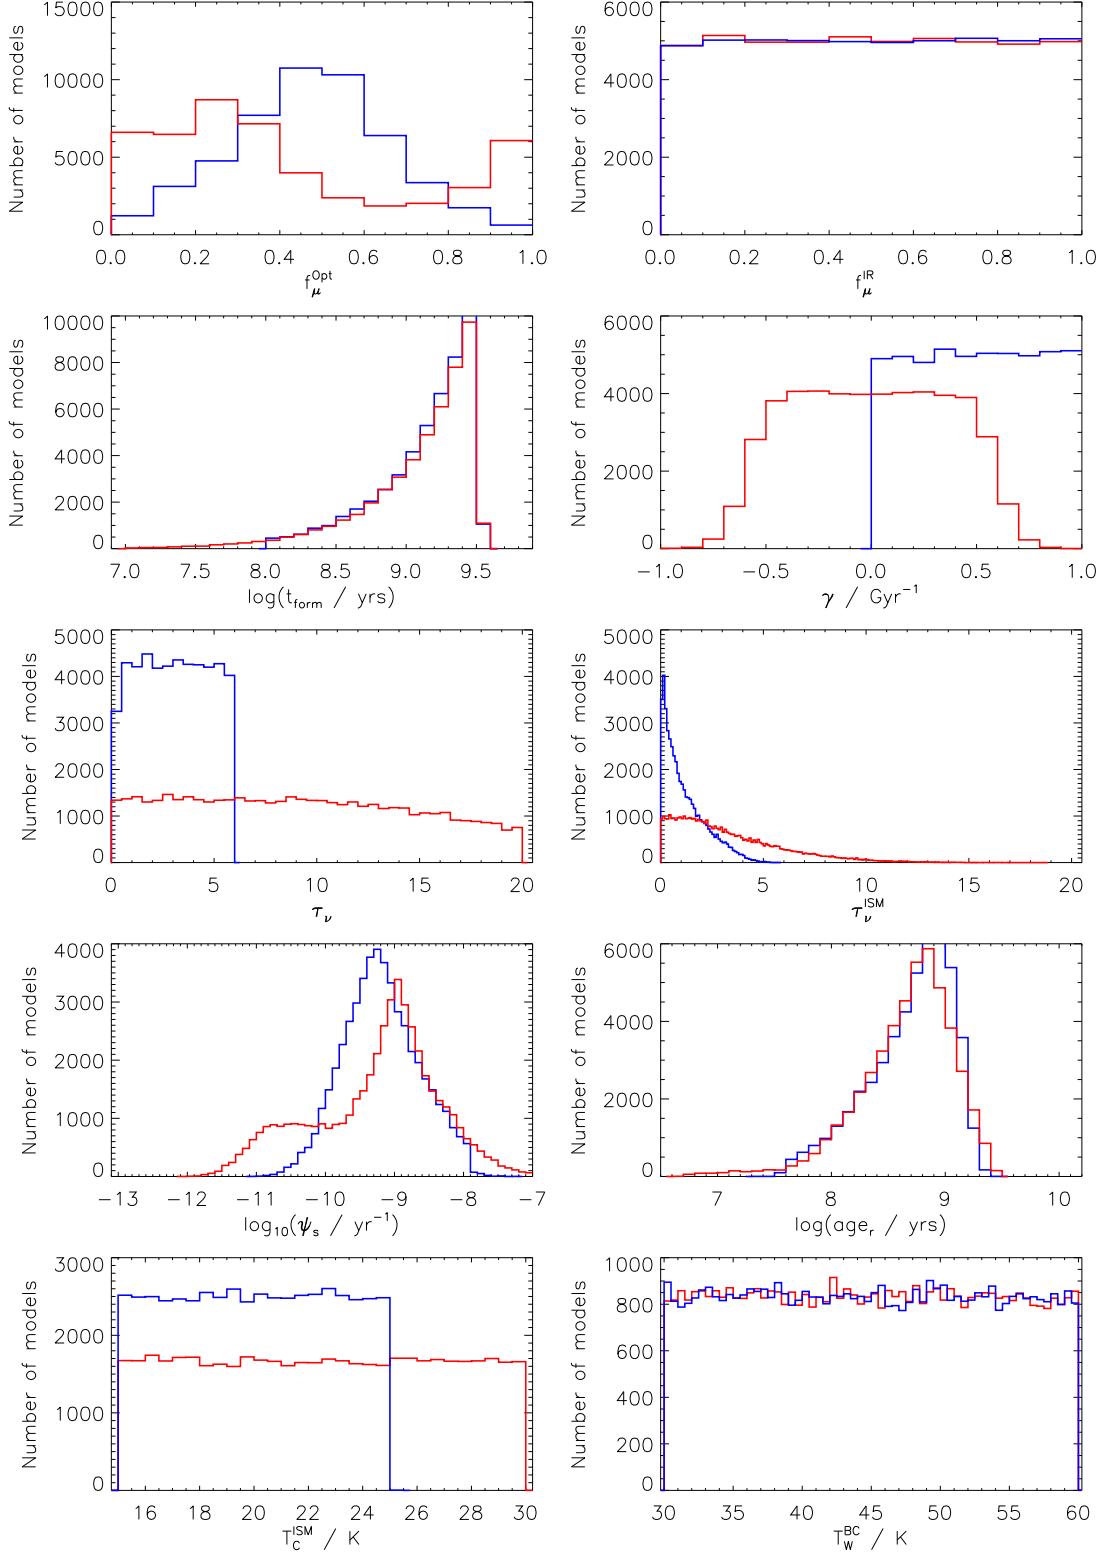 15000
10000
5000
0
Number of models
0.0 0.2 0.4 0.6 0.8 1.0
f_μ^Opt
6000
4000
2000
0
Number of models
0.0 0.2 0.4 0.6 0.8 1.0
f_μ^IR
10000
8000
6000
4000
2000
0
Number of models
7.0 7.5 8.0 8.5 9.0 9.5
log(t_form / yrs)
6000
4000
2000
0
Number of models
−1.0 −0.5 0.0 0.5 1.0
γ / Gyr⁻¹
5000
4000
3000
2000
1000
0
Number of models
0 5 10 15 20
τ_ν
5000
4000
3000
2000
1000
0
Number of models
0 5 10 15 20
τ_ν^ISM
4000
3000
2000
1000
0
Number of models
−13 −12 −11 −10 −9 −8 −7
log₁₀(ψ_s / yr⁻¹)
6000
4000
2000
0
Number of models
7 8 9 10
log(age_r / yrs)
3000
2000
1000
0
Number of models
16 18 20 22 24 26 28 30
T_C^ISM / K
1000
800
600
400
200
0
Number of models
30 35 40 45 50 55 60
T_W^BC / K